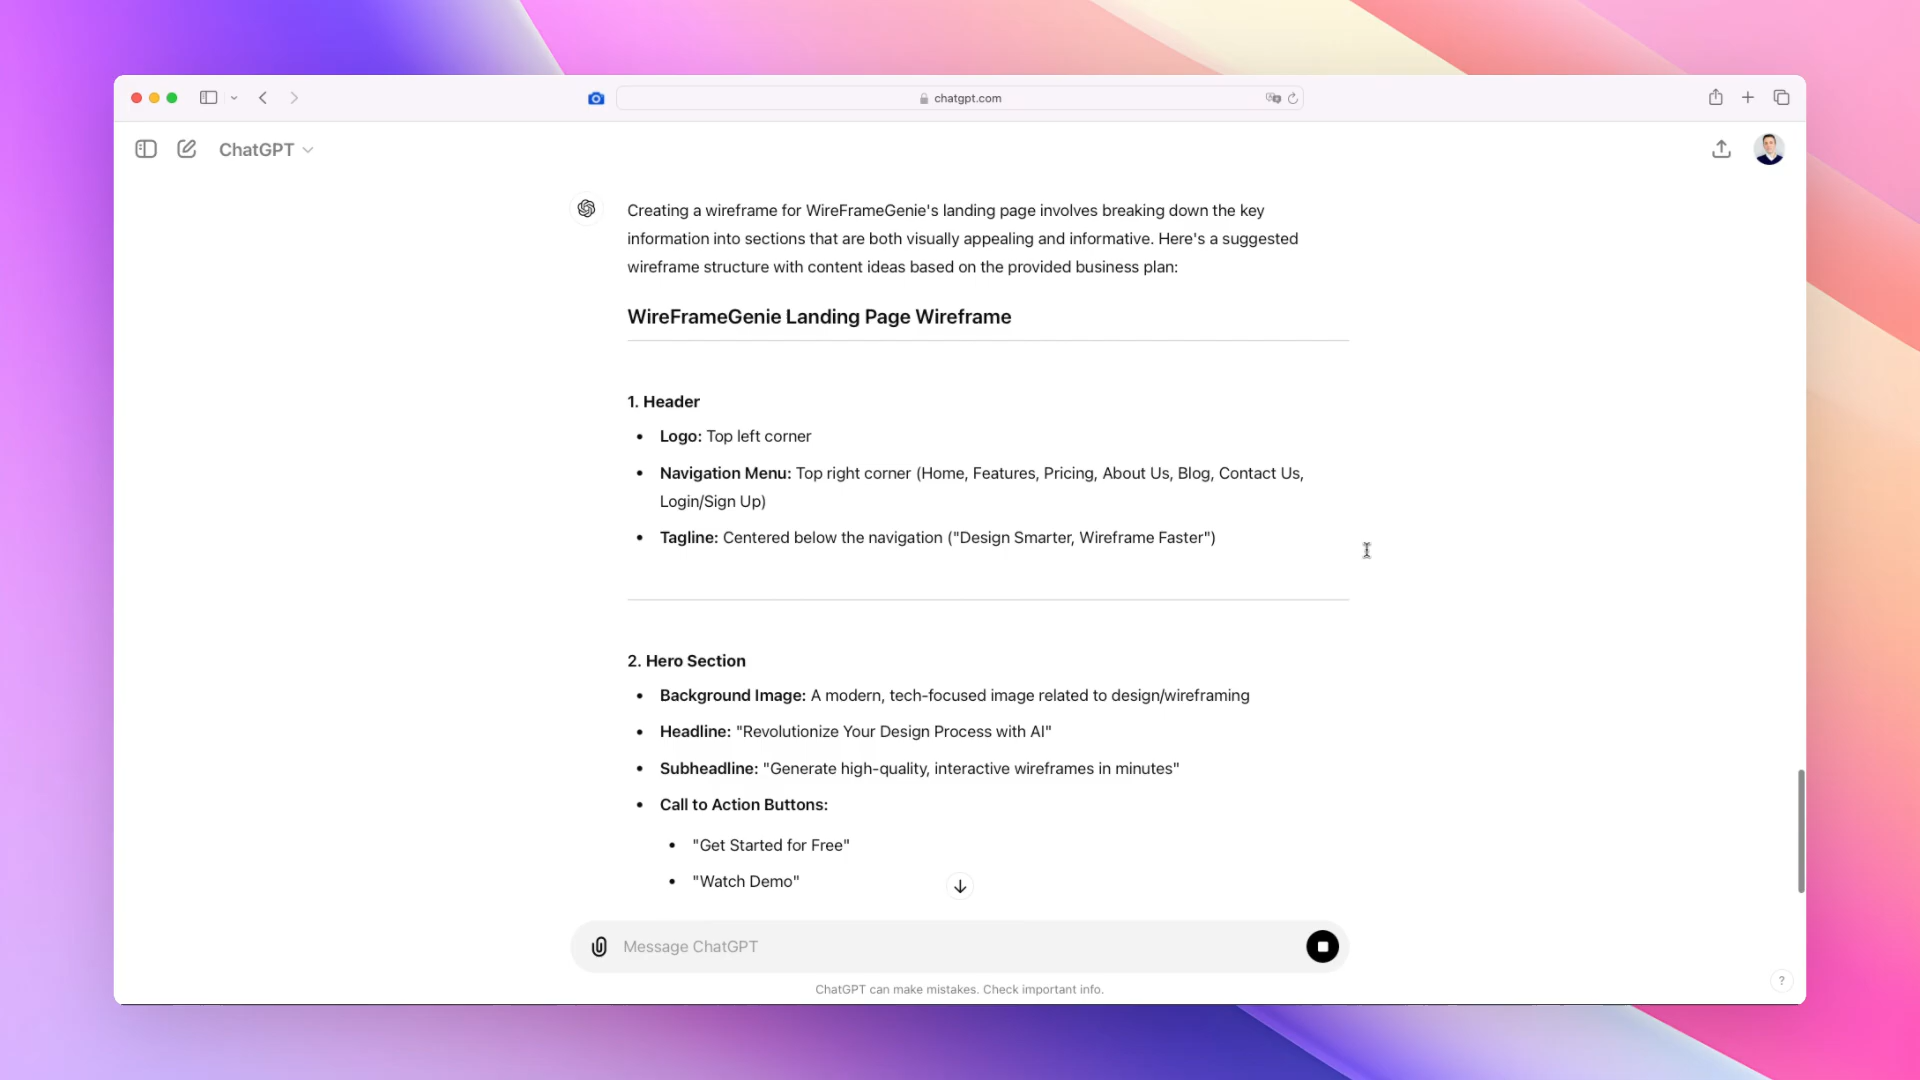 chatgpt.com
ChatGPT
Creating a wireframe for WireFrameGenie's landing page involves breaking down the key
information into sections that are both visually appealing and informative. Here's a suggested
wireframe structure with content ideas based on the provided business plan:
WireFrameGenie Landing Page Wireframe
1. Header
• Logo: Top left corner
• Navigation Menu: Top right corner (Home, Features, Pricing, About Us, Blog, Contact Us,
Login/Sign Up)
• Tagline: Centered below the navigation ("Design Smarter, Wireframe Faster")
2. Hero Section
• Background Image: A modern, tech-focused image related to design/wireframing
• Headline: "Revolutionize Your Design Process with AI"
• Subheadline: "Generate high-quality, interactive wireframes in minutes"
• Call to Action Buttons:
• "Get Started for Free"
• "Watch Demo"
Message ChatGPT
ChatGPT can make mistakes. Check important info.
?